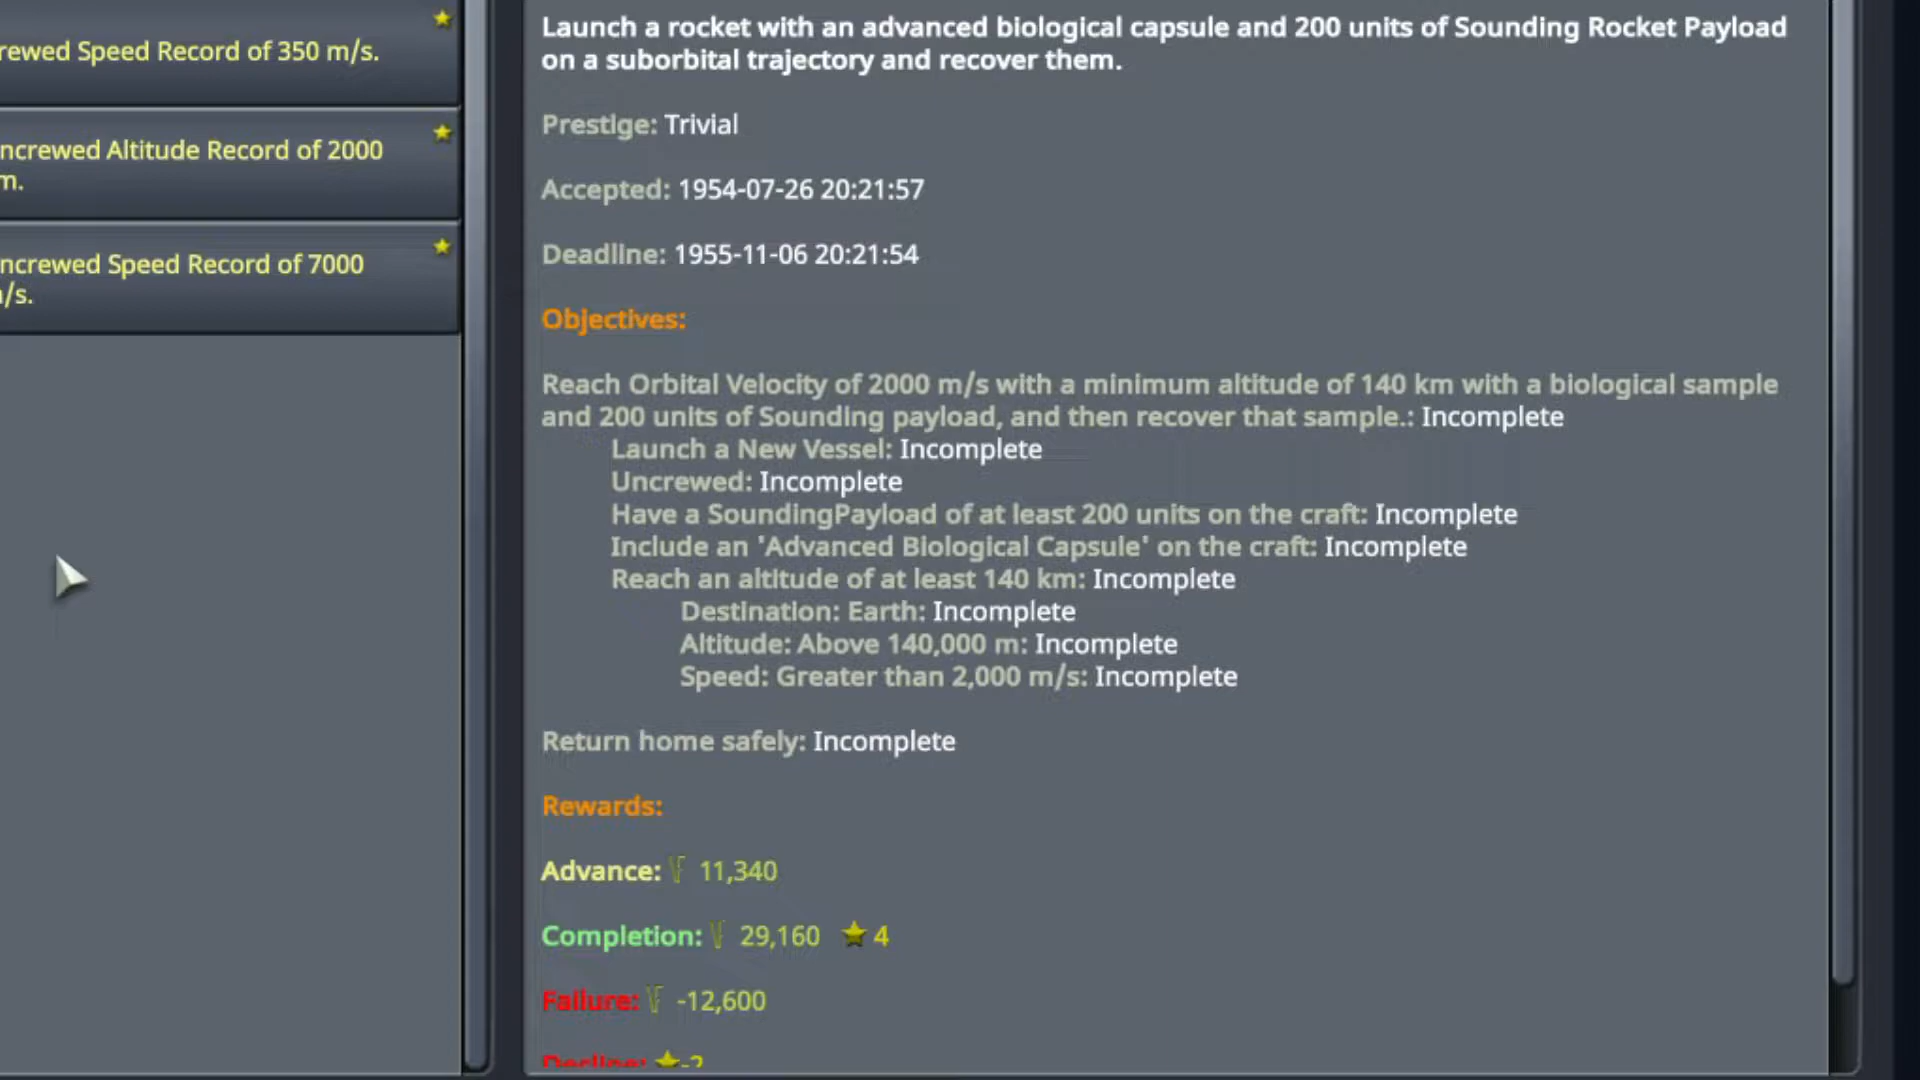 rewed Speed Record of 350 m/s.
ncrewed Altitude Record of 2000
m.
ncrewed Speed Record of 7000
/s.
Launch a rocket with an advanced biological capsule and 200 units of Sounding Rocket Payload
on a suborbital trajectory and recover them.
Prestige: Trivial
Accepted: 1954-07-26 20:21:57
Deadline: 1955-11-06 20:21:54
Objectives:
Reach Orbital Velocity of 2000 m/s with a minimum altitude of 140 km with a biological sample
and 200 units of Sounding payload, and then recover that sample.: Incomplete
Launch a New Vessel: Incomplete
Uncrewed: Incomplete
Have a SoundingPayload of at least 200 units on the craft: Incomplete
Include an 'Advanced Biological Capsule' on the craft: Incomplete
Reach an altitude of at least 140 km: Incomplete
Destination: Earth: Incomplete
Altitude: Above 140,000 m: Incomplete
Speed: Greater than 2,000 m/s: Incomplete
Return home safely: Incomplete
Rewards:
Advance: 11,340
Completion: 29,160 4
Failure: -12,600
Decline: -2